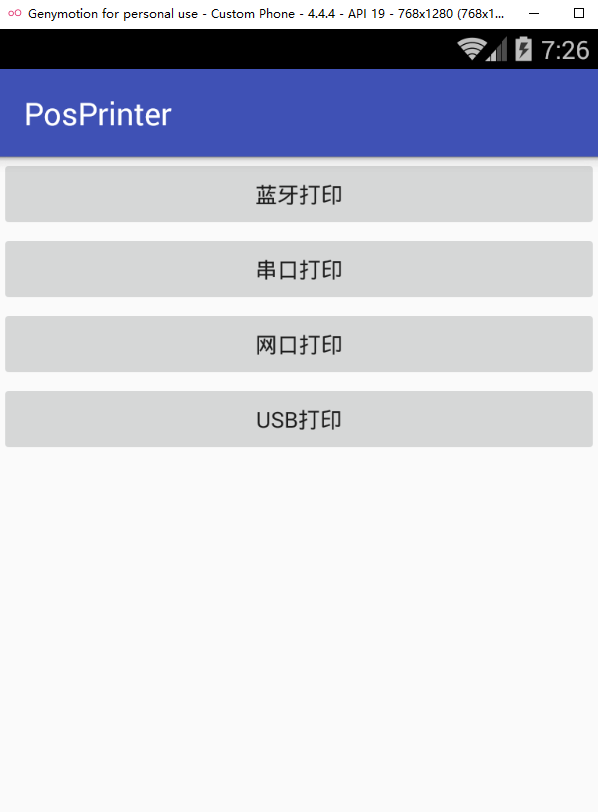 Genymotion for personal use - Custom Phone - 4.4.4 - API 19 - 768x1280 (768x1...
7:26
PosPrinter
蓝牙打印
串口打印
网口打印
USB打印